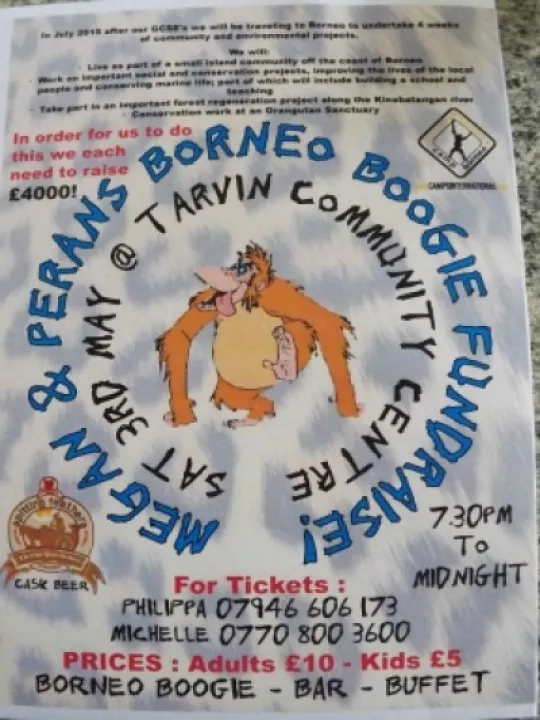 In July 2015 after our GCSE's we will be traveling to Borneo to undertake 4 weeks
of community and environmental projects.
We will:
- Live as part of a small island community off the coast of Borneo
- Work on important social and conservation projects, improving the lives of the local
people and conserving marine life; part of which will include building a school and
teaching
- Take part in an important forest regeneration project along the Kinabatangan river
- Conservation work at an Orangutan Sanctuary
In order for us to do
this we each
need to raise
£4000!
CAMPSINTERNATIONAL
MEGAN & PERANS BORNEO BOOGIE FUNDRAISE!
SAT 3RD MAY @ TARVIN COMMUNITY CENTRE
7.30PM
TO
MIDNIGHT
CASK BEER
For Tickets :
PHILIPPA 07946 606 173
MICHELLE 0770 800 3600
PRICES : Adults £10 - Kids £5
BORNEO BOOGIE - BAR - BUFFET